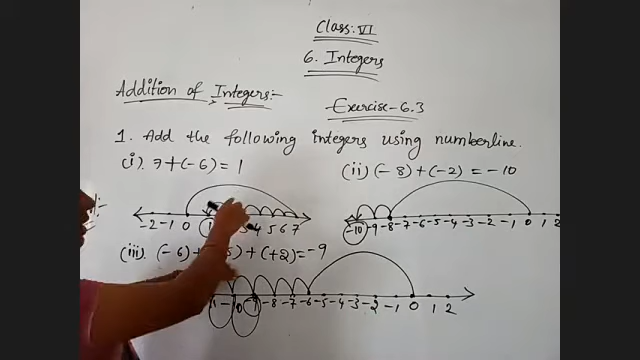 Class: VI
6. Integers
Addition of Integers:-
Exercise-6.3
1. Add the following integers using numberline.
(i). 7+(-6)= 1
(ii) (-8)+(-2) = -10
-2 -1 0 1 4 5 6 7
-10 -9 -8 -7 -6 -5 -4 -3 -2 -1 0 1 2
(iii). (-6)+ 5) + (+2) = -9
-8 -7 -6 -5 -4 -3 -2 -1 0 1 2